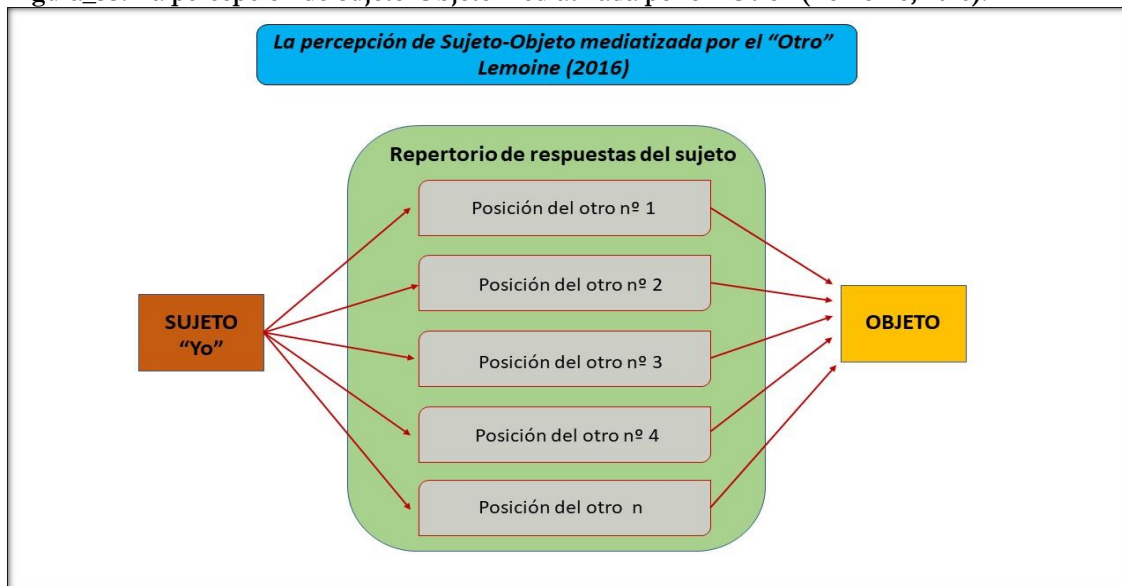 La percepción de Sujeto-Objeto mediatizada por el “Otro”
Lemoine (2016)
Repertorio de respuestas del sujeto
Posición del otro nº 1
Posición del otro nº 2
SUJETO
“Yo”
OBJETO
Posición del otro nº 3
Posición del otro nº 4
Posición del otro n